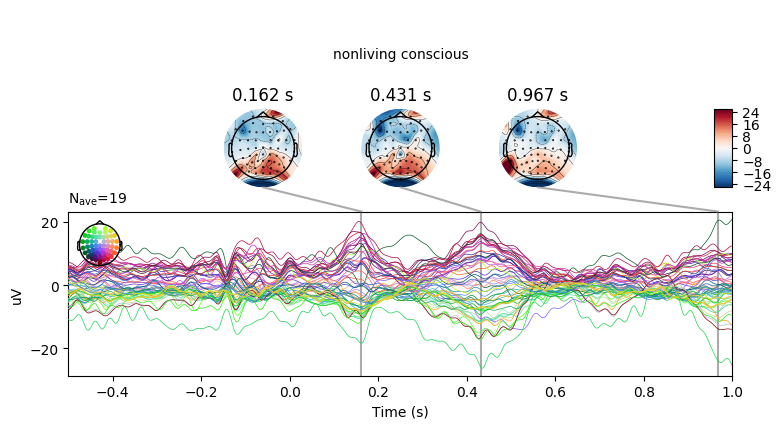 nonliving conscious
0.162 s 0.431 s 0.967 s
24
16
8
0
−8
−16
−24
Nave=19
20
0
−20
uV
−0.4 −0.2 0.0 0.2 0.4 0.6 0.8 1.0
Time (s)